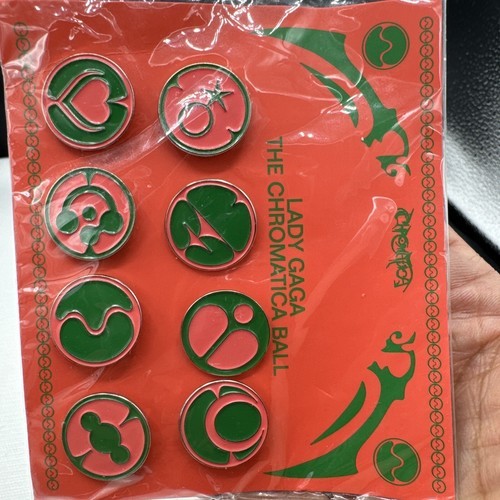 LADY GAGA
THE CHROMATICA BALL